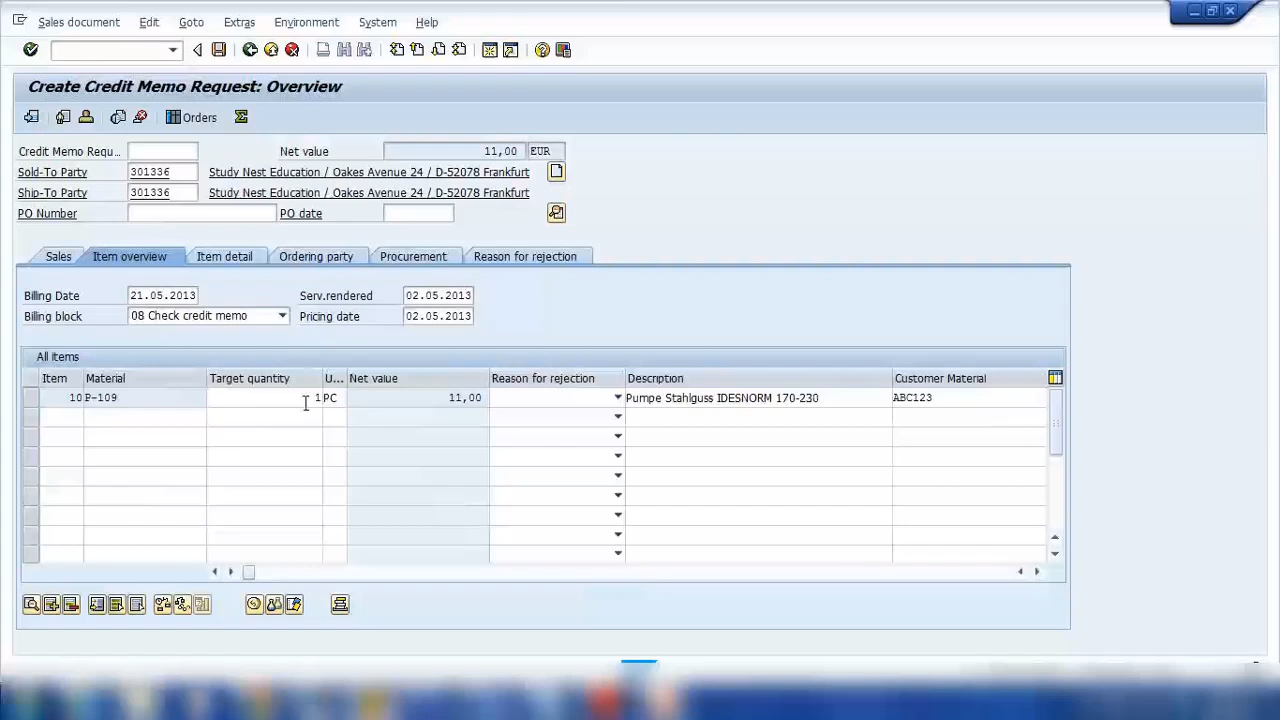 Sales document Edit Goto Extras Environment System Help
Create Credit Memo Request: Overview
Orders
Credit Memo Requ... Net value 11,00 EUR
Sold-To Party 301336 Study Nest Education / Oakes Avenue 24 / D-52078 Frankfurt
Ship-To Party 301336 Study Nest Education / Oakes Avenue 24 / D-52078 Frankfurt
PO Number PO date
Sales Item overview Item detail Ordering party Procurement Reason for rejection
Billing Date 21.05.2013 Serv.rendered 02.05.2013
Billing block 08 Check credit memo Pricing date 02.05.2013
All items
Item Material Target quantity U... Net value Reason for rejection Description Customer Material
10 P-109 1 PC 11,00 Pumpe Stahlguss IDESNORM 170-230 ABC123